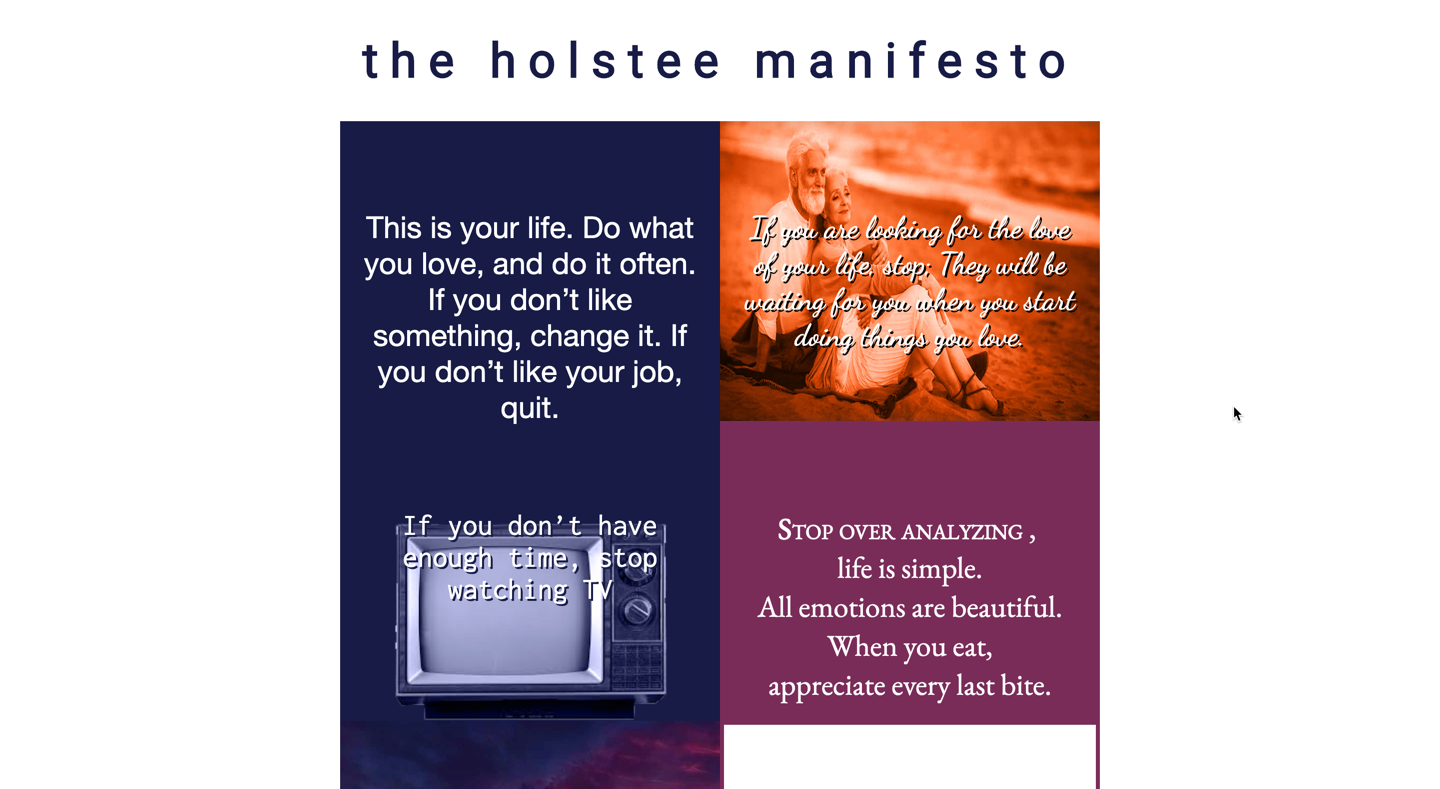 the holstee manifesto
This is your life. Do what
you love, and do it often.
If you don’t like
something, change it. If
you don’t like your job,
quit.
If you are looking for the love
of your life, stop; They will be
waiting for you when you start
doing things you love.
If you don’t have
enough time, stop
watching TV
STOP OVER ANALYZING ,
life is simple.
All emotions are beautiful.
When you eat,
appreciate every last bite.